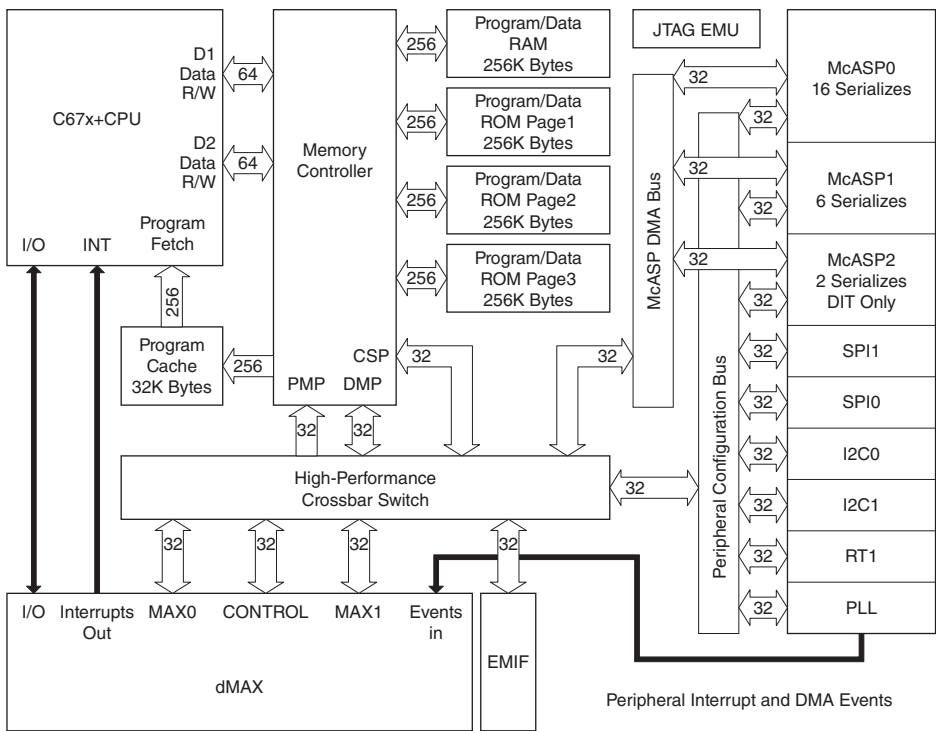 C67x+CPU
D1
Data
R/W
D2
Data
R/W
I/O
INT
Program
Fetch
64
64
256
Program
Cache
32K Bytes
256
Memory
Controller
CSP
PMP
DMP
256
256
256
256
Program/Data
RAM
256K Bytes
Program/Data
ROM Page1
256K Bytes
Program/Data
ROM Page2
256K Bytes
Program/Data
ROM Page3
256K Bytes
32
32
32
32
High-Performance
Crossbar Switch
32
32
32
32
32
I/O
Interrupts
Out
MAX0
CONTROL
MAX1
Events
in
dMAX
EMIF
JTAG EMU
McASP DMA Bus
Peripheral Configuration Bus
32
32
32
32
32
32
32
32
32
32
32
32
McASP0
16 Serializes
McASP1
6 Serializes
McASP2
2 Serializes
DIT Only
SPI1
SPI0
I2C0
I2C1
RT1
PLL
Peripheral Interrupt and DMA Events